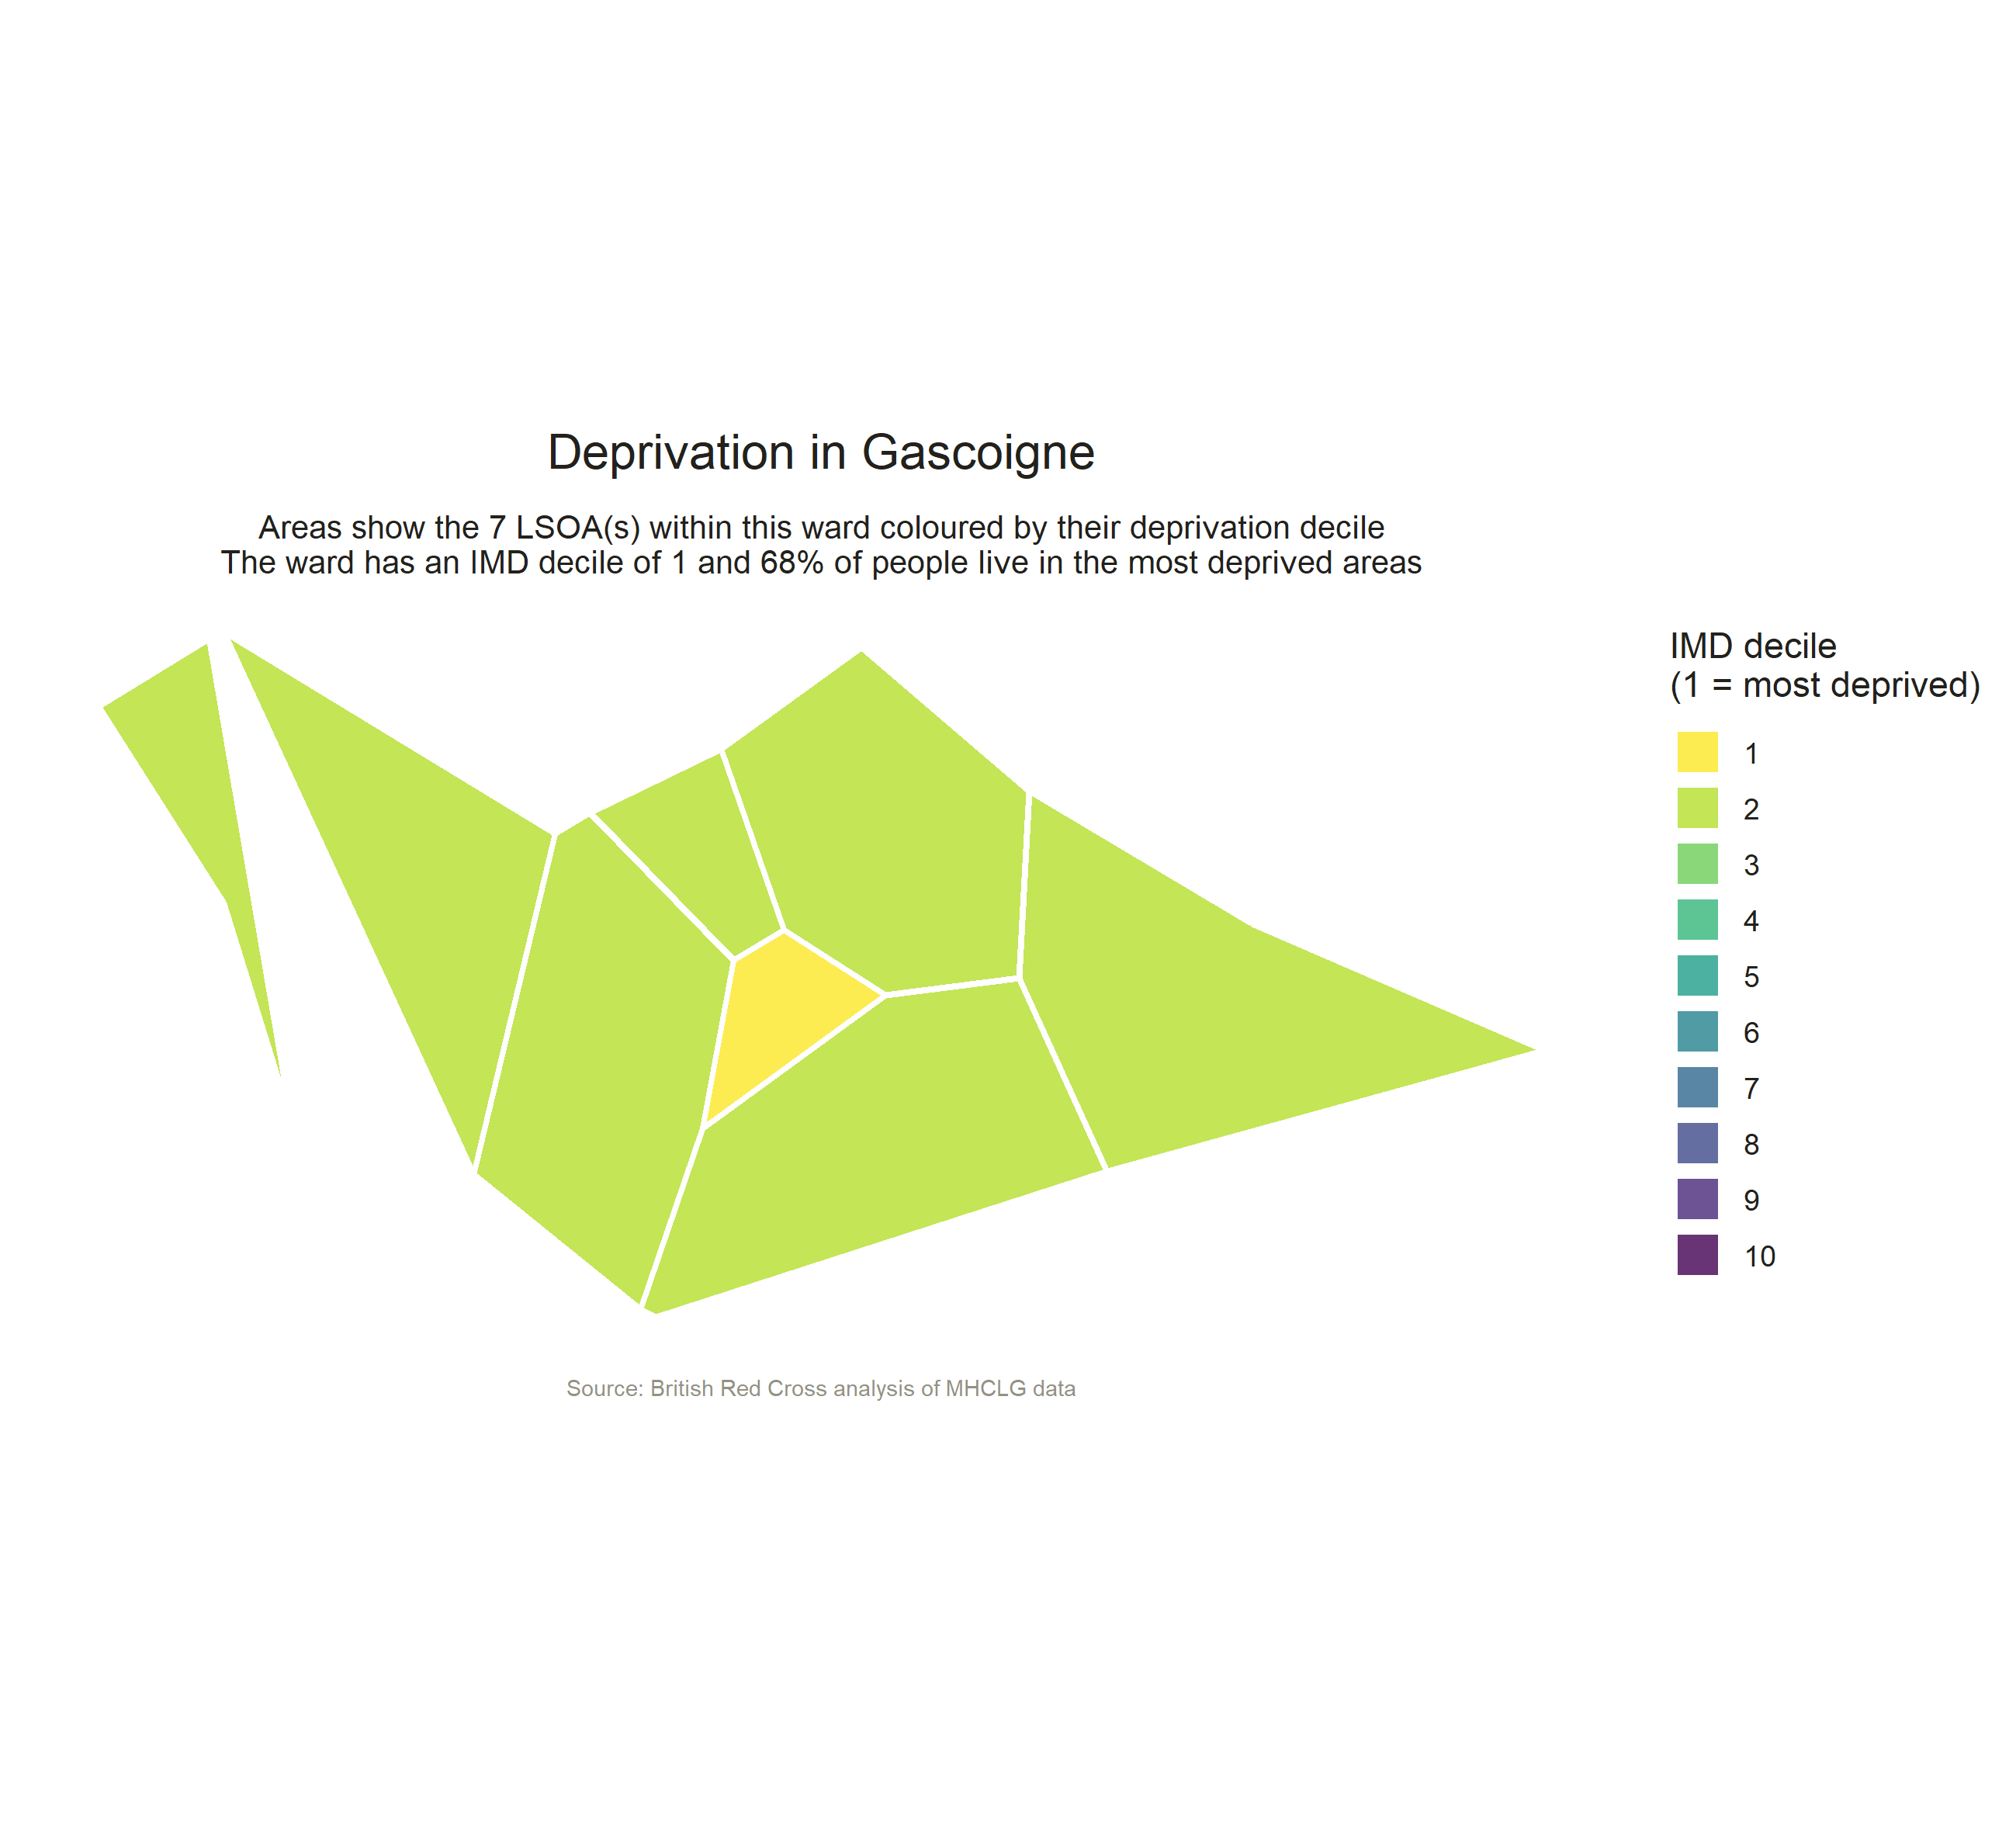 Deprivation in Gascoigne
Areas show the 7 LSOA(s) within this ward coloured by their deprivation decile
The ward has an IMD decile of 1 and 68% of people live in the most deprived areas
IMD decile
(1 = most deprived)
1
2
3
4
5
6
7
8
9
10
Source: British Red Cross analysis of MHCLG data